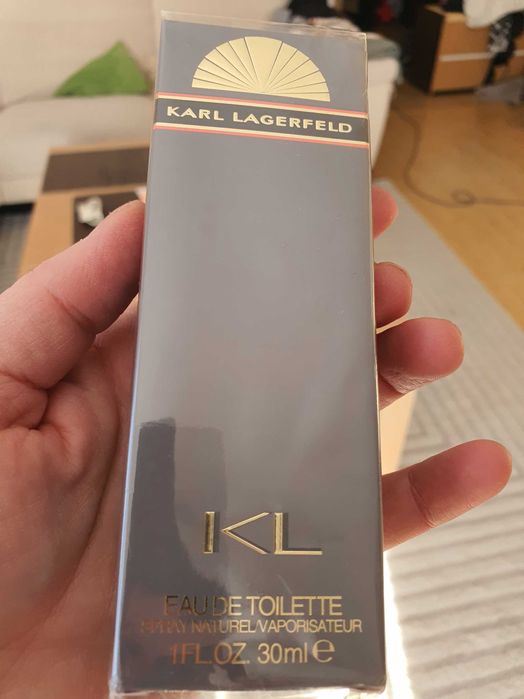 KARL LAGERFELD
KL
EAU DE TOILETTE
SPRAY NATUREL/VAPORISATEUR
1FL.OZ. 30ml e